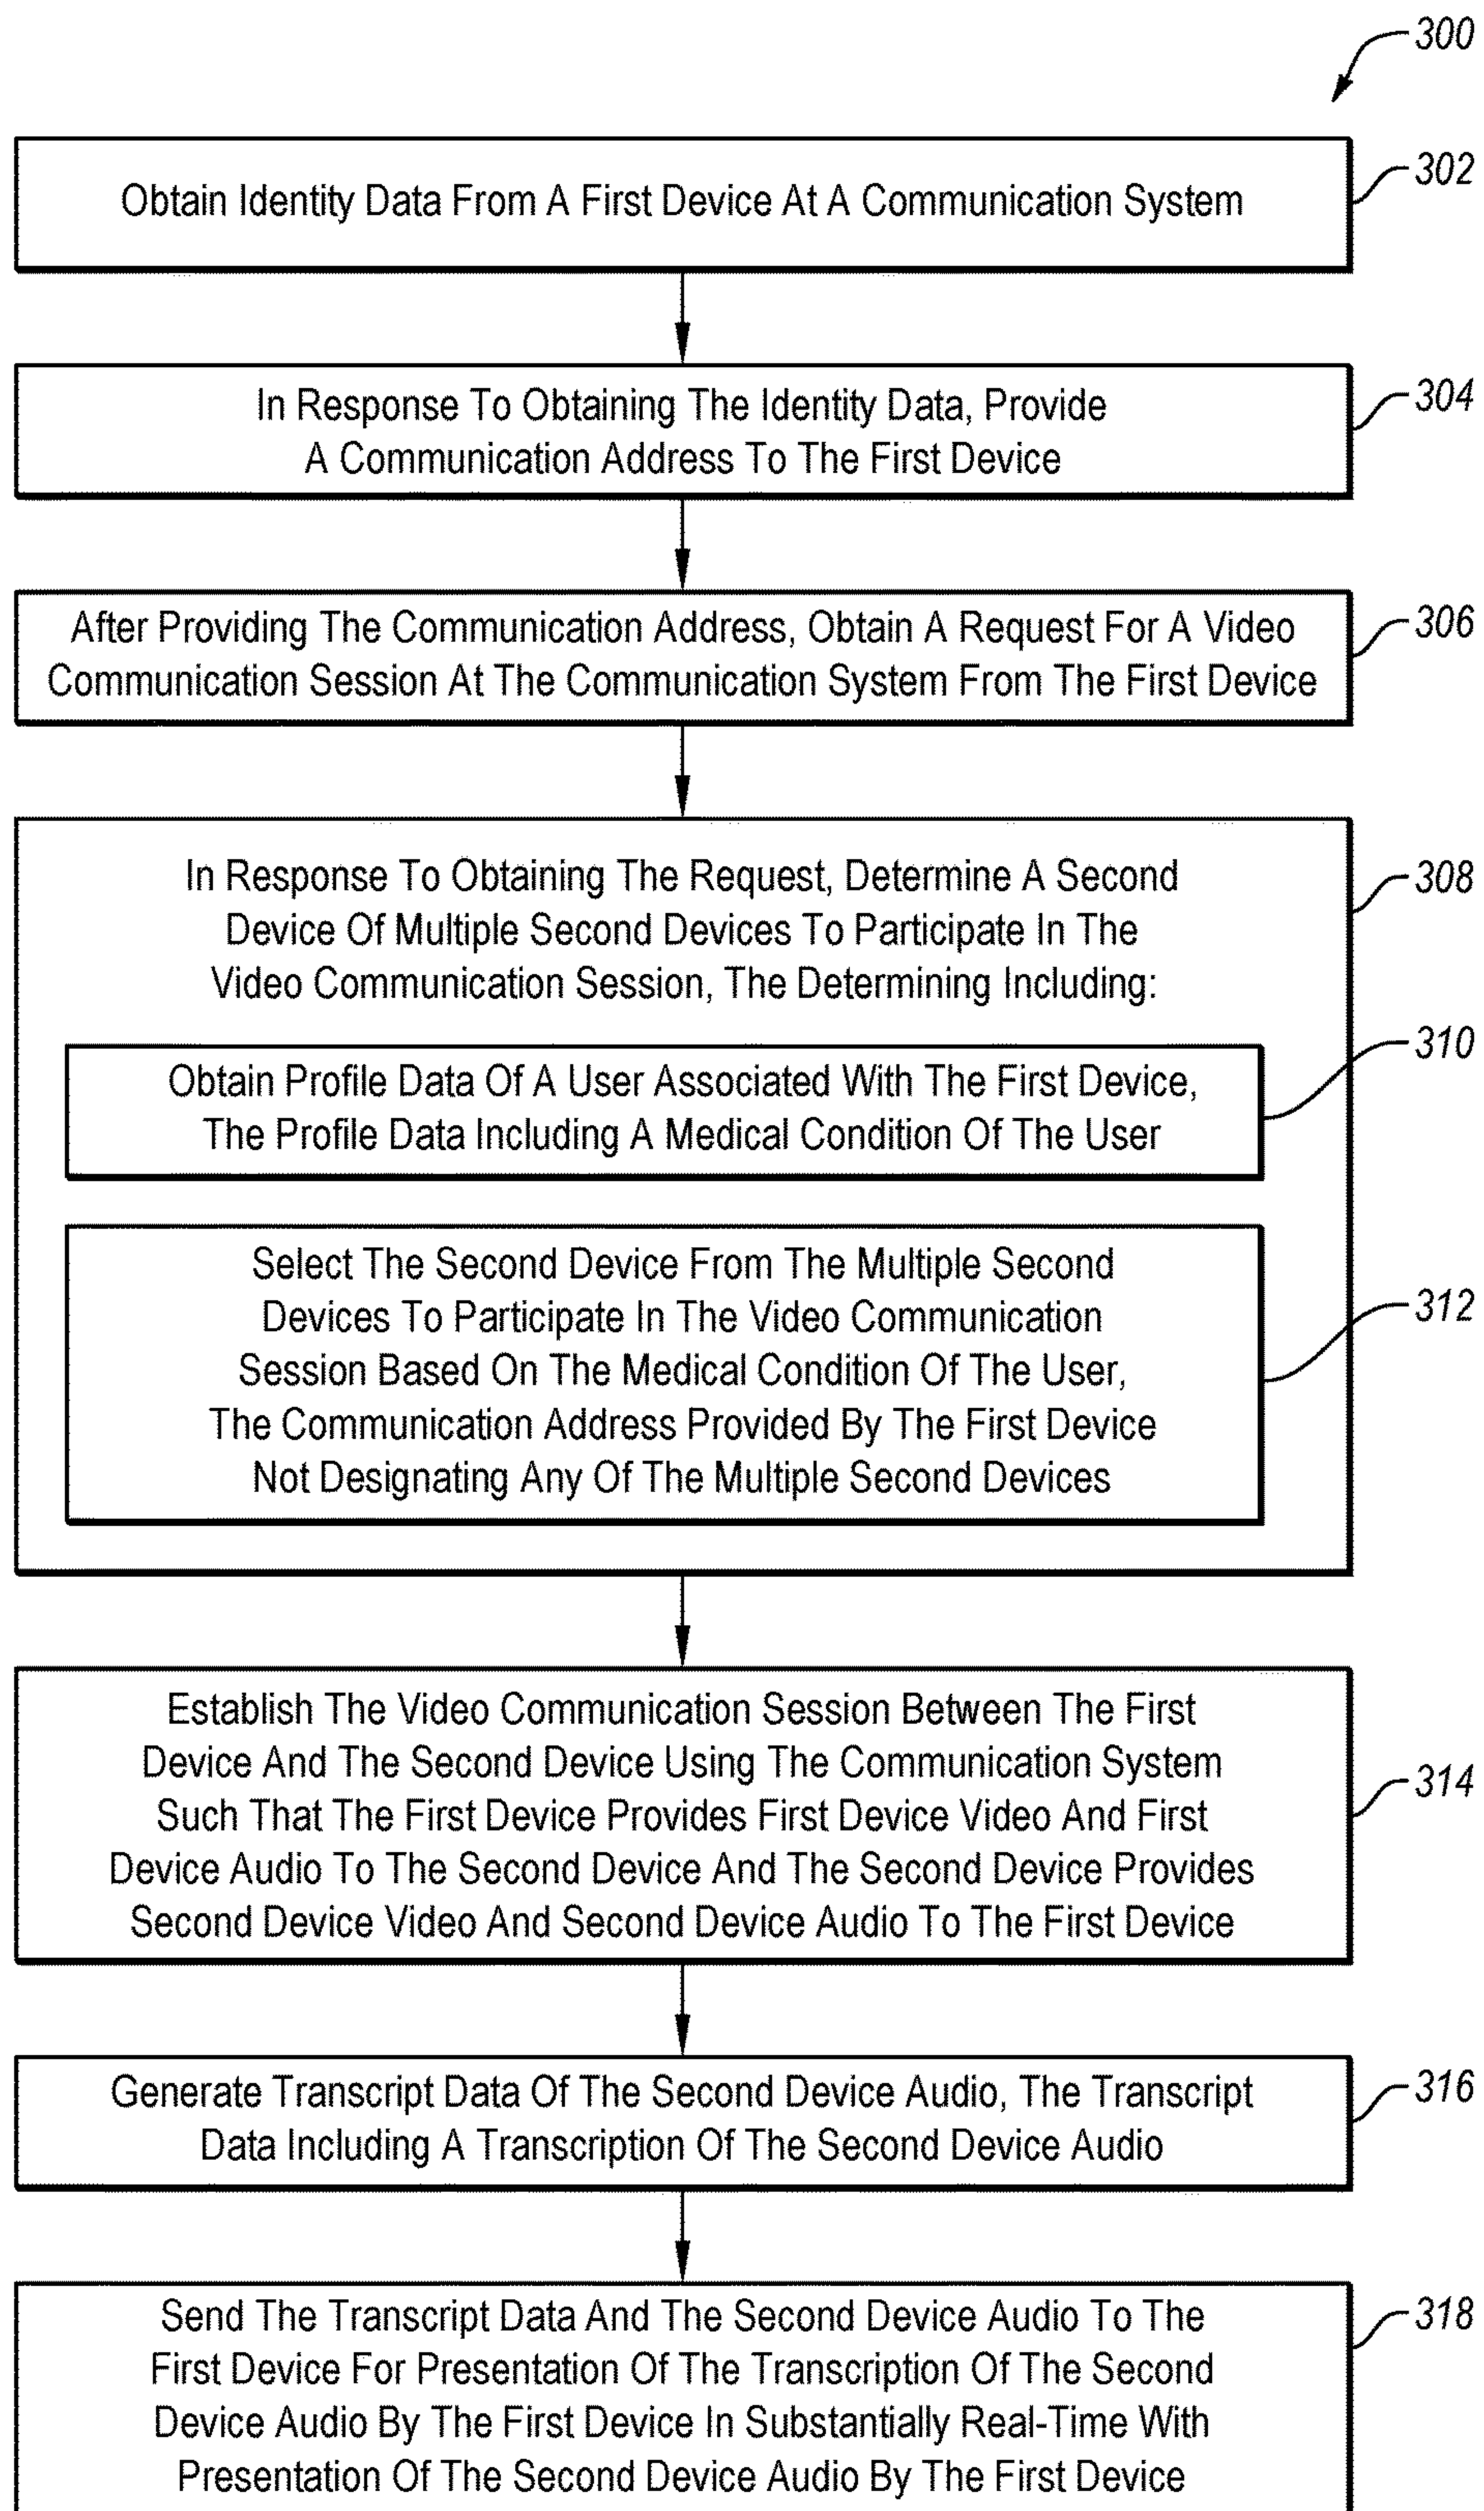 300
Obtain Identity Data From A First Device At A Communication System
302
In Response To Obtaining The Identity Data, Provide
A Communication Address To The First Device
304
After Providing The Communication Address, Obtain A Request For A Video
Communication Session At The Communication System From The First Device
306
In Response To Obtaining The Request, Determine A Second
Device Of Multiple Second Devices To Participate In The
Video Communication Session, The Determining Including:
308
Obtain Profile Data Of A User Associated With The First Device,
The Profile Data Including A Medical Condition Of The User
310
Select The Second Device From The Multiple Second
Devices To Participate In The Video Communication
Session Based On The Medical Condition Of The User,
The Communication Address Provided By The First Device
Not Designating Any Of The Multiple Second Devices
312
Establish The Video Communication Session Between The First
Device And The Second Device Using The Communication System
Such That The First Device Provides First Device Video And First
Device Audio To The Second Device And The Second Device Provides
Second Device Video And Second Device Audio To The First Device
314
Generate Transcript Data Of The Second Device Audio, The Transcript
Data Including A Transcription Of The Second Device Audio
316
Send The Transcript Data And The Second Device Audio To The
First Device For Presentation Of The Transcription Of The Second
Device Audio By The First Device In Substantially Real-Time With
Presentation Of The Second Device Audio By The First Device
318